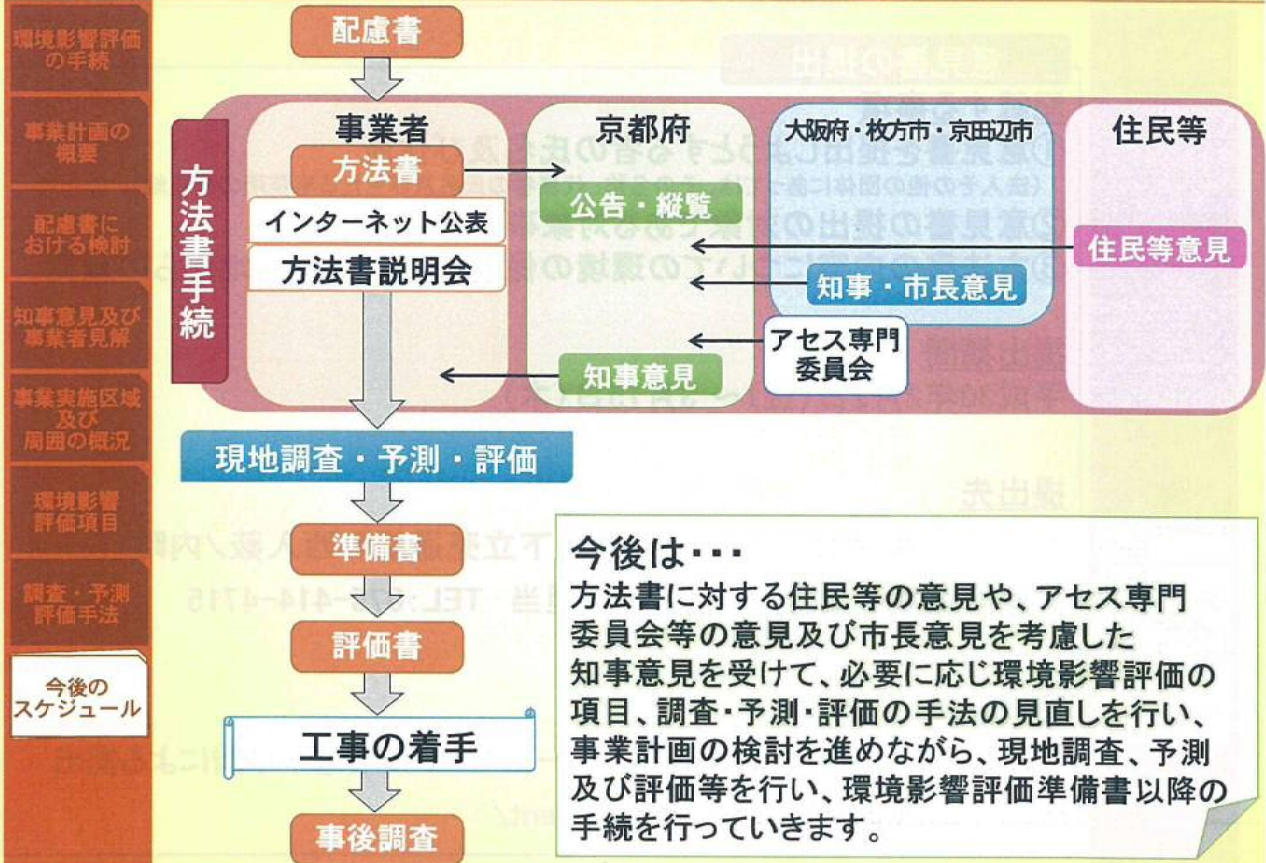 環境影響評価
の手続
事業計画の
概要
配慮書に
おける検討
知事意見及び
事業者見解
事業実施区域
及び
周囲の概況
環境影響
評価項目
調査・予測
評価手法
今後の
スケジュール
配慮書
方法書手続
事業者
方法書
インターネット公表
方法書説明会
京都府
公告・縦覧
知事意見
大阪府・枚方市・京田辺市
知事・市長意見
アセス専門
委員会
住民等
住民等意見
現地調査・予測・評価
準備書
評価書
工事の着手
事後調査
今後は・・・
方法書に対する住民等の意見や、アセス専門
委員会等の意見及び市長意見を考慮した
知事意見を受けて、必要に応じ環境影響評価の
項目、調査・予測・評価の手法の見直しを行い、
事業計画の検討を進めながら、現地調査、予測
及び評価等を行い、環境影響評価準備書以降の
手続を行っていきます。